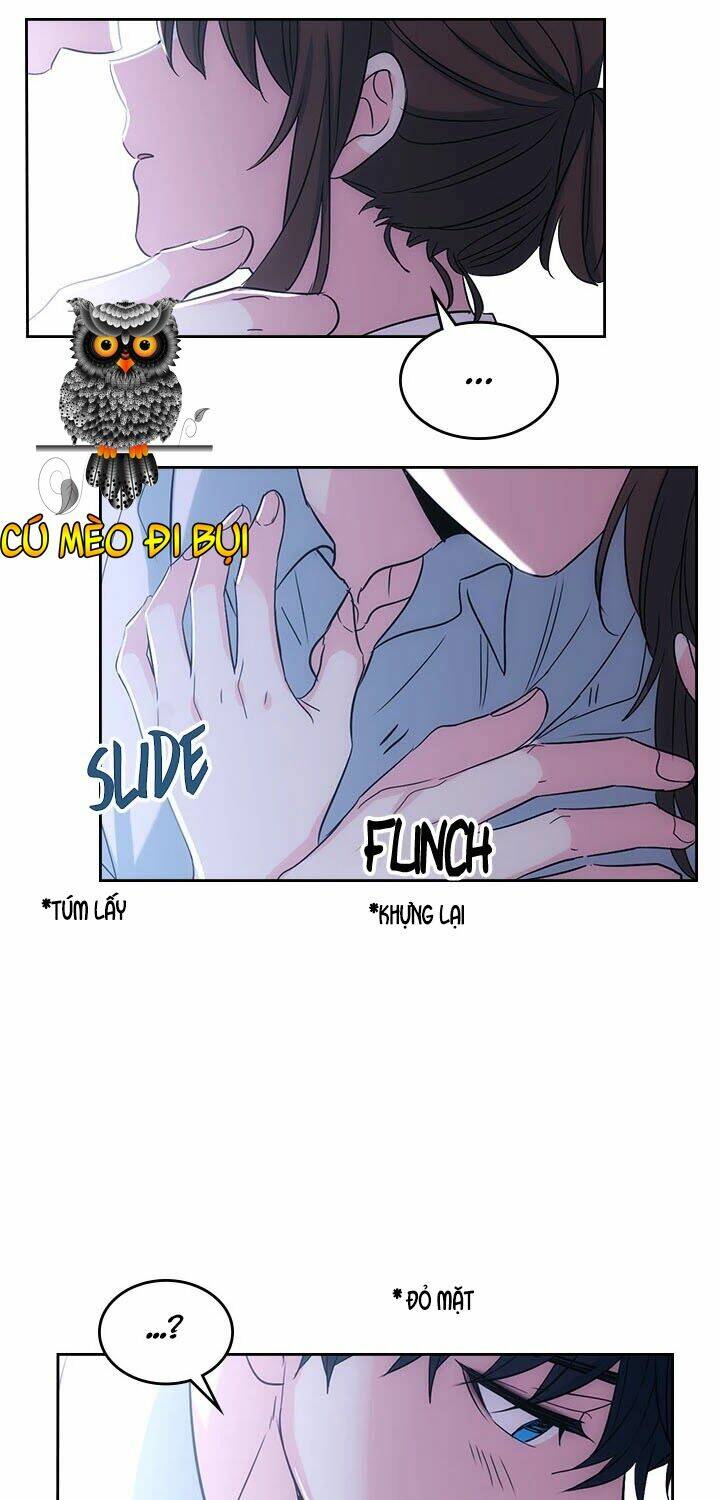 ...
CÚ MÈO ĐI BỤI
SLIDE
FLINCH
*TÚM LẤY
*KHỰNG LẠI
* ĐỎ MẶT
...?